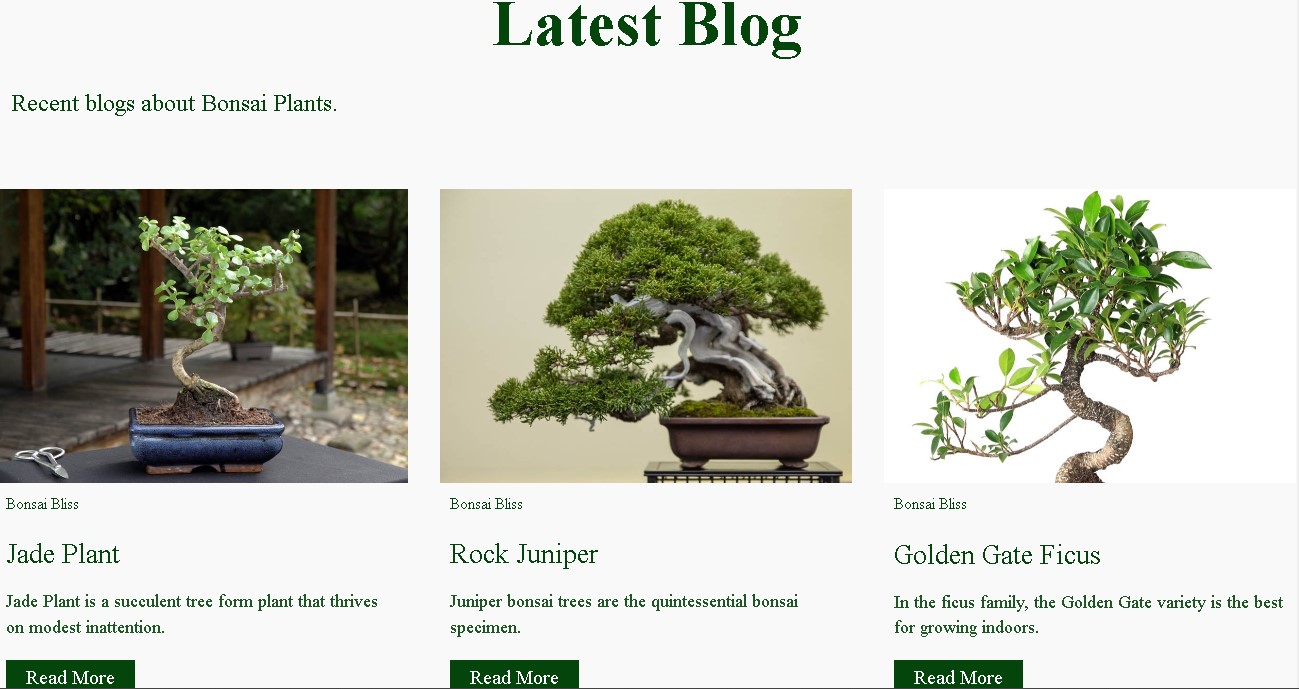 Latest Blog
Recent blogs about Bonsai Plants.
Bonsai Bliss
Jade Plant
Jade Plant is a succulent tree form plant that thrives
on modest inattention.
Read More
Bonsai Bliss
Rock Juniper
Juniper bonsai trees are the quintessential bonsai
specimen.
Read More
Bonsai Bliss
Golden Gate Ficus
In the ficus family, the Golden Gate variety is the best
for growing indoors.
Read More